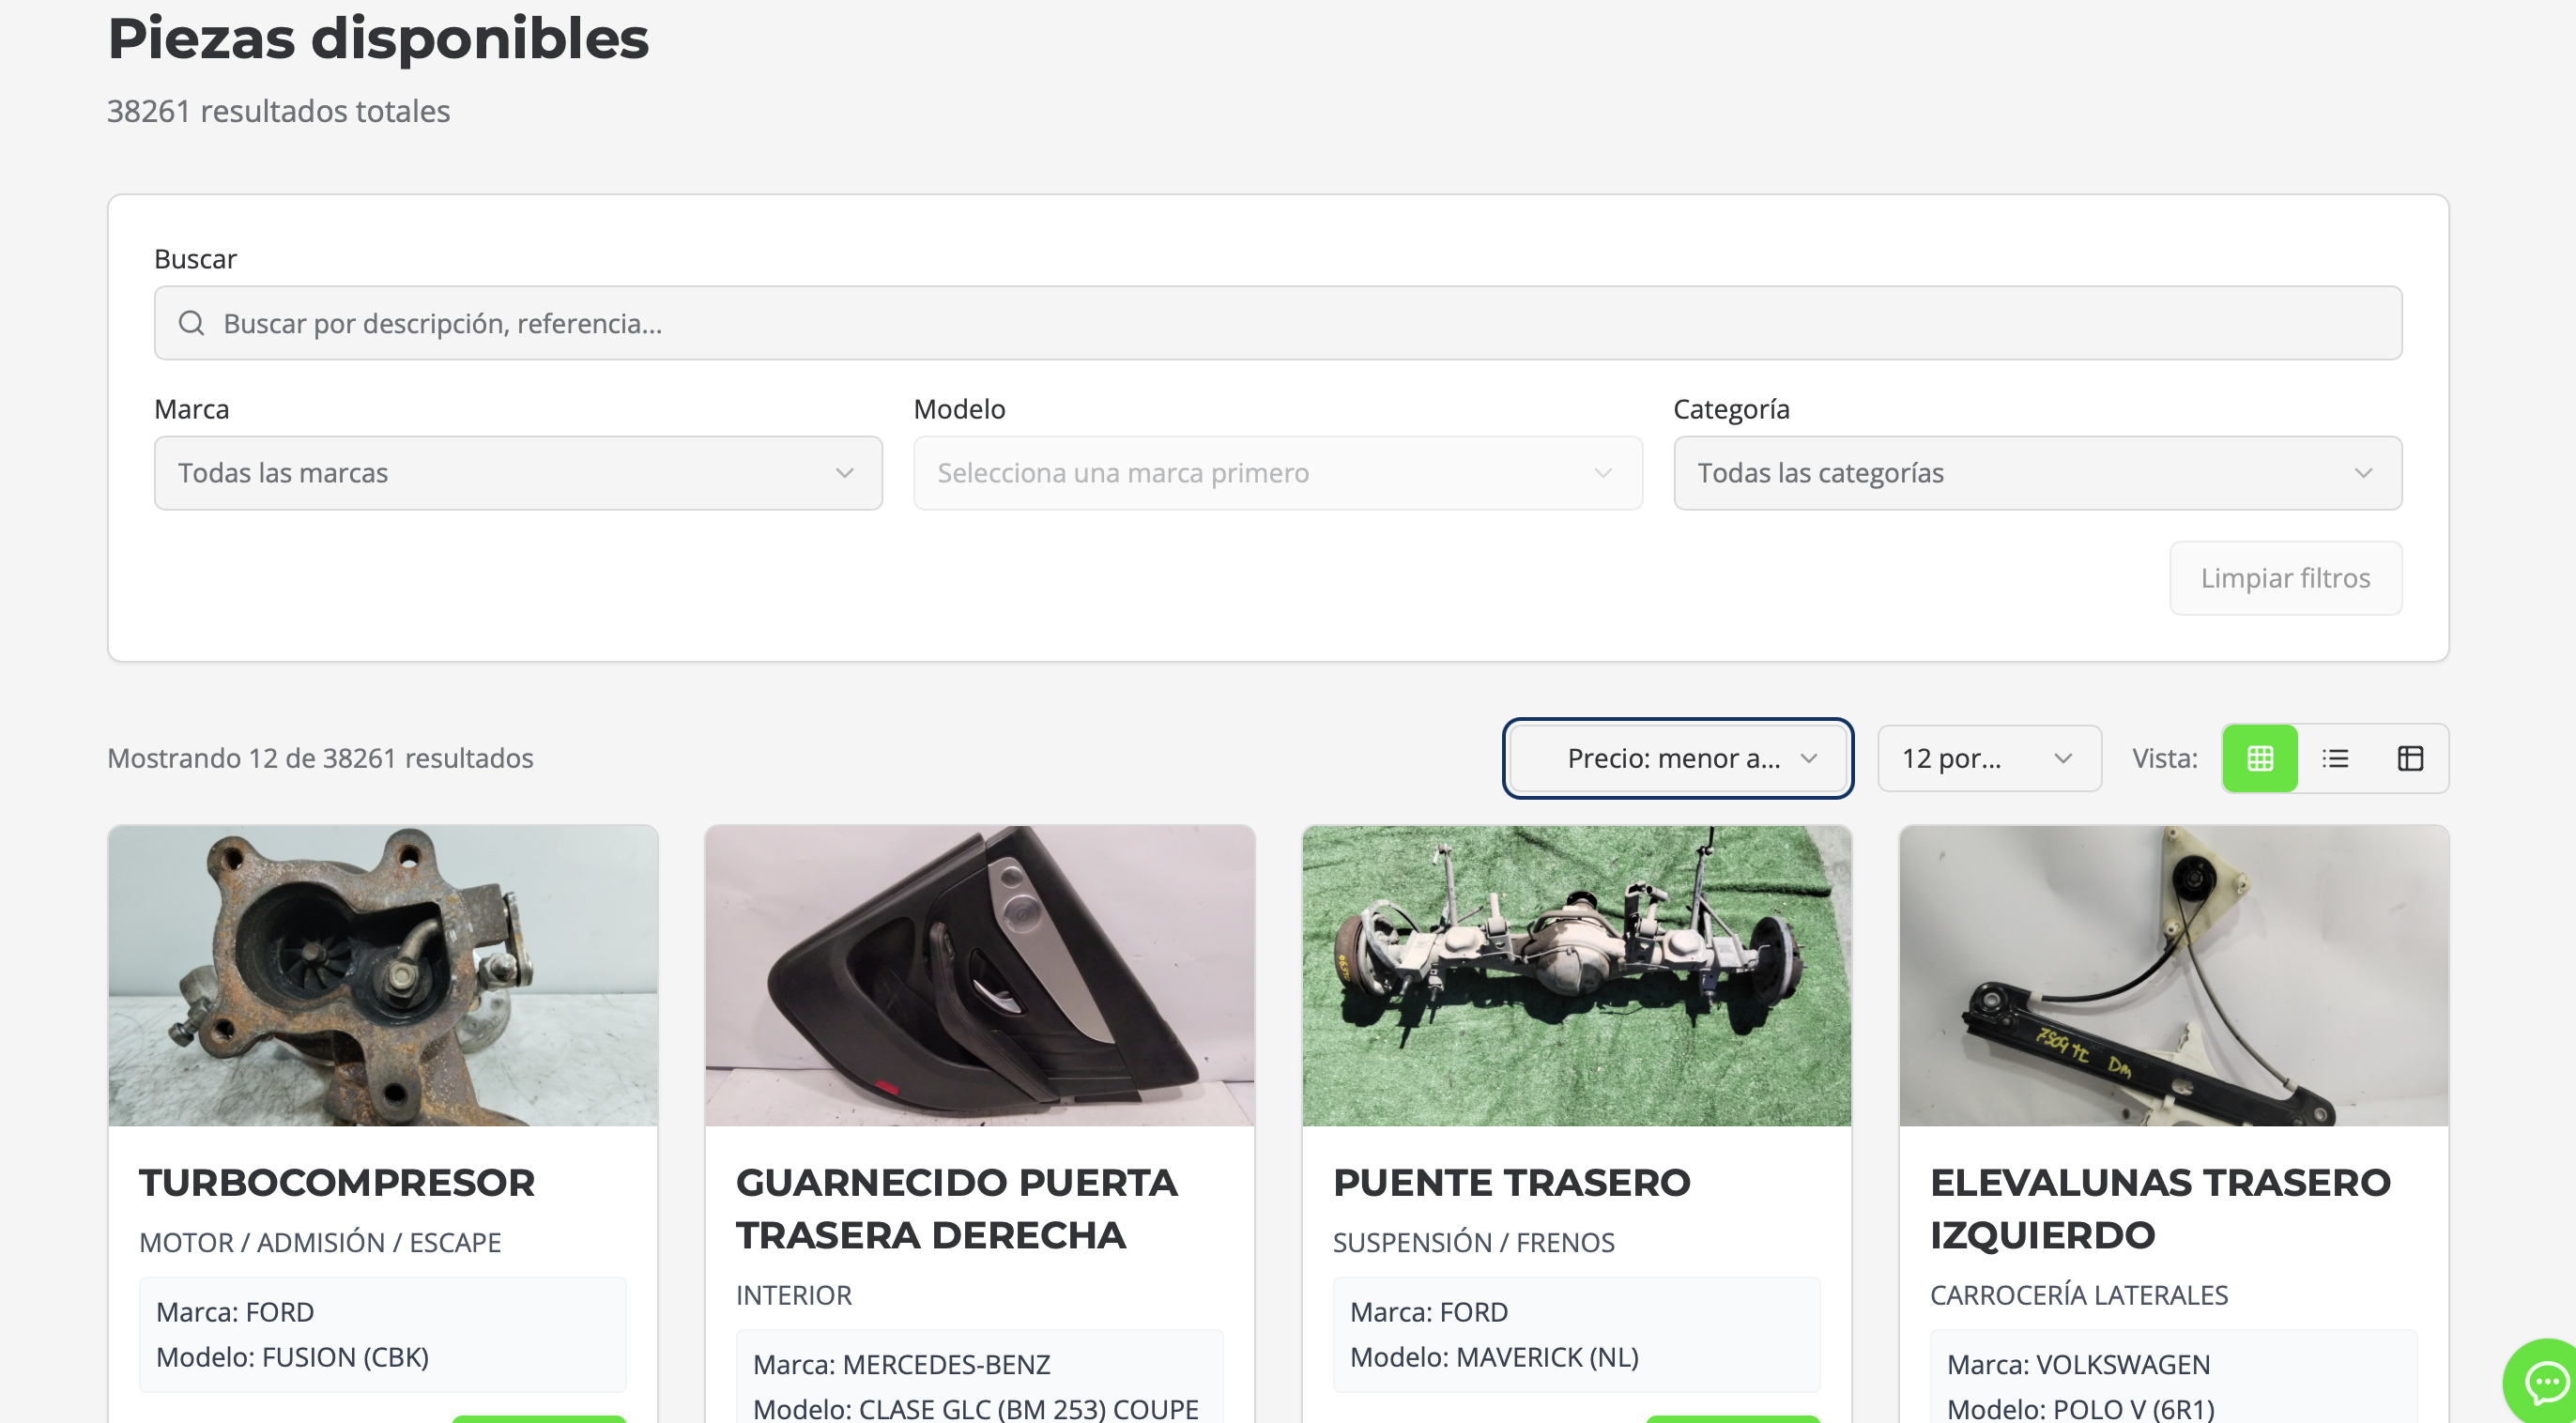 Piezas disponibles
38261 resultados totales
Buscar
Buscar por descripción, referencia...
Marca
Modelo
Categoría
Todas las marcas
Selecciona una marca primero
Todas las categorías
Limpiar filtros
Mostrando 12 de 38261 resultados
Precio: menor a...
12 por...
Vista:
TURBOCOMPRESOR
MOTOR / ADMISIÓN / ESCAPE
Marca: FORD
Modelo: FUSION (CBK)
GUARNECIDO PUERTA
TRASERA DERECHA
INTERIOR
Marca: MERCEDES-BENZ
Modelo: CLASE GLC (BM 253) COUPE
PUENTE TRASERO
SUSPENSIÓN / FRENOS
Marca: FORD
Modelo: MAVERICK (NL)
DM
ELEVALUNAS TRASERO
IZQUIERDO
CARROCERÍA LATERALES
Marca: VOLKSWAGEN
Modelo: POLO V (6R1)